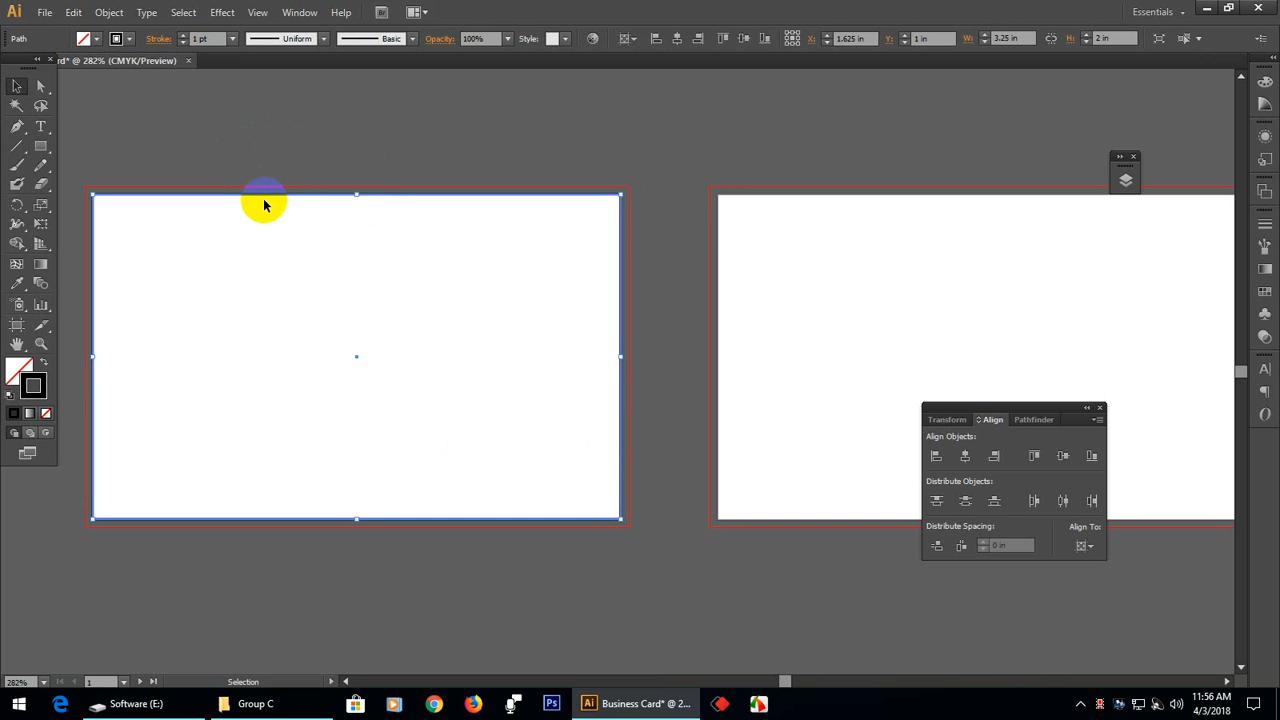 Ai File Edit Object Type Select Effect View Window Help Br Essentials
Path Stroke: 1 pt Uniform Basic Opacity: 100% Style: X: 1.625 in Y: 1 in W: 3.25 in H: 2 in
rd* @ 282% (CMYK/Preview)
Transform Align Pathfinder
Align Objects:
Distribute Objects:
Distribute Spacing: Align To:
0 in
282% 1 Selection
Software (E:) Group C Ps Ai Business Card* @ 2... 11:56 AM
4/3/2018